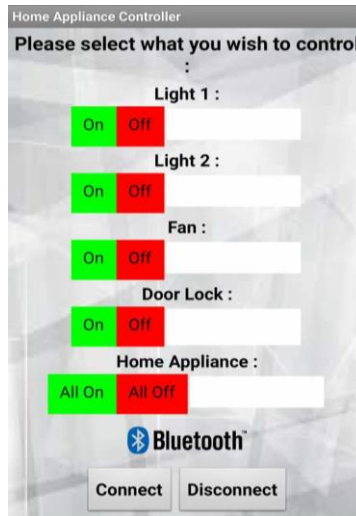 Home Appliance Controller
Please select what you wish to control
:
Light 1 :
On Off
Light 2 :
On Off
Fan :
On Off
Door Lock :
On Off
Home Appliance :
All On All Off
Bluetooth™
Connect Disconnect